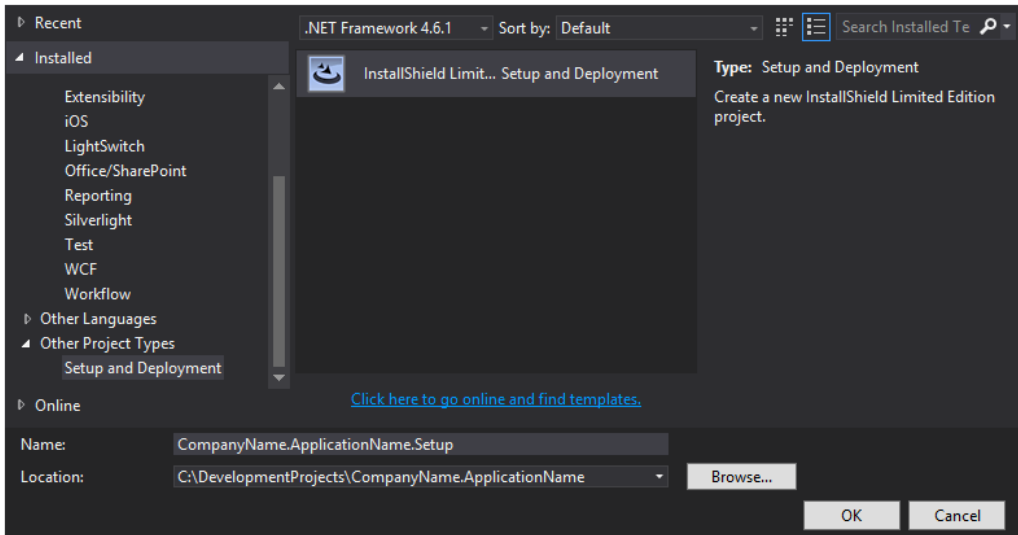 Recent
.NET Framework 4.6.1 Sort by: Default Search Installed Te
Installed
InstallShield Limit... Setup and Deployment
Type: Setup and Deployment
Create a new InstallShield Limited Edition
project.
Extensibility
iOS
LightSwitch
Office/SharePoint
Reporting
Silverlight
Test
WCF
Workflow
Other Languages
Other Project Types
Setup and Deployment
Online
Click here to go online and find templates.
Name: CompanyName.ApplicationName.Setup
Location: C:\DevelopmentProjects\CompanyName.ApplicationName Browse...
OK Cancel